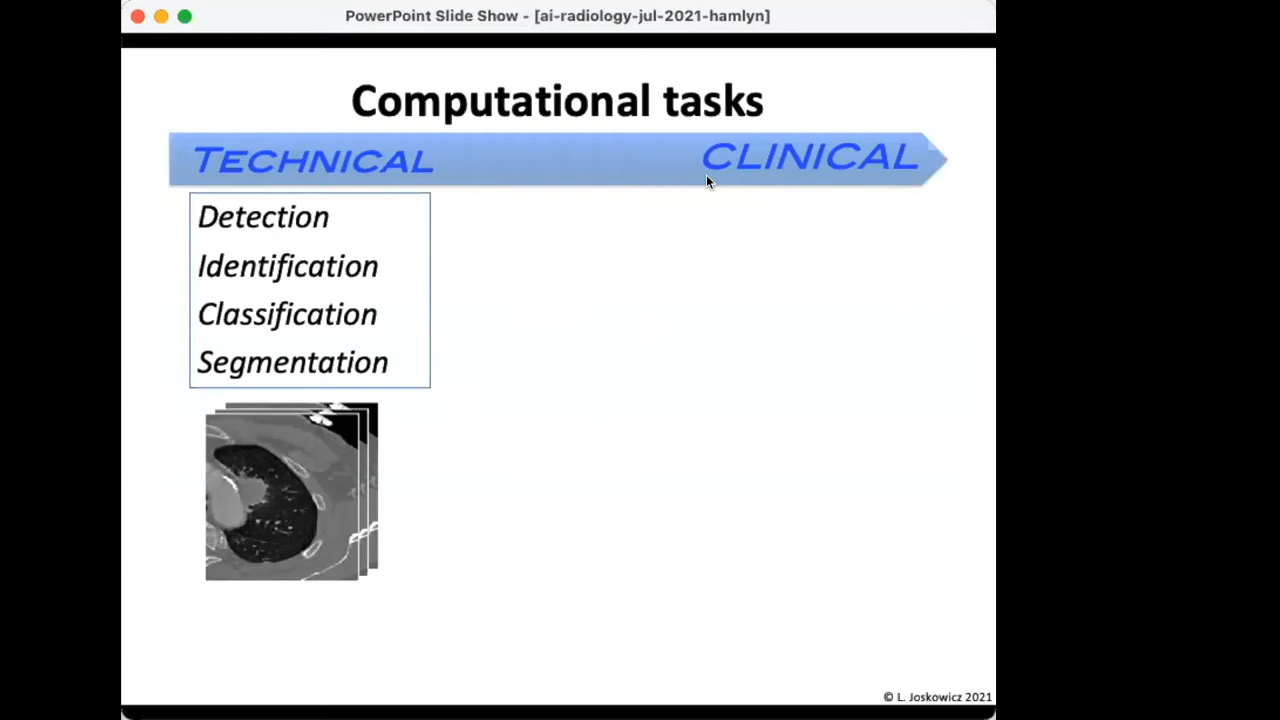 PowerPoint Slide Show - [ai-radiology-jul-2021-hamlyn]
Computational tasks
TECHNICAL CLINICAL
Detection
Identification
Classification
Segmentation
© L. Joskowicz 2021